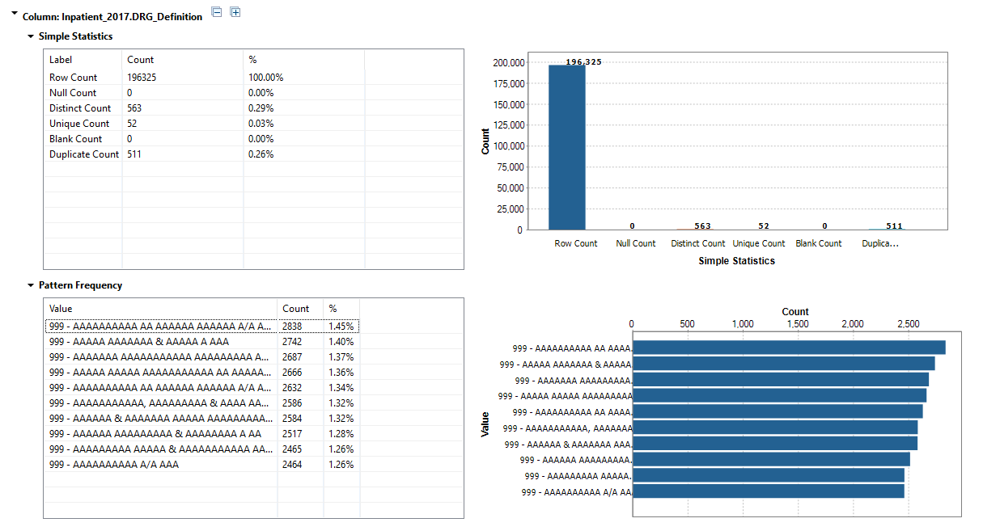 Column: Inpatient_2017.DRG_Definition
Simple Statistics
Label Count %
Row Count 196325 100.00%
Null Count 0 0.00%
Distinct Count 563 0.29%
Unique Count 52 0.03%
Blank Count 0 0.00%
Duplicate Count 511 0.26%
200,000
175,000
150,000
125,000
100,000
75,000
50,000
25,000
0
Count
196,325 0 563 52 0 511
Row Count Null Count Distinct Count Unique Count Blank Count Duplica...
Simple Statistics
Pattern Frequency
Value Count %
999 - AAAAAAAAAA AA AAAAAA AAAAAA A/A A... 2838 1.45%
999 - AAAAA AAAAAAA & AAAAA A AAA 2742 1.40%
999 - AAAAAAA AAAAAAAAAAA AAAAAAAAA A... 2687 1.37%
999 - AAAAA AAAAA AAAAAAAAAAA AA AAAAA... 2666 1.36%
999 - AAAAAAAAAA AA AAAAAA AAAAAA A/A A... 2632 1.34%
999 - AAAAAAAAAAA, AAAAAAAAA & AAAA AA... 2586 1.32%
999 - AAAAAA & AAAAAAA AAAAA AAAAAAAAA... 2584 1.32%
999 - AAAAAA AAAAAAAAA & AAAAAAAA A AA 2517 1.28%
999 - AAAAAAAAA AAAAA & AAAAAAAAAAA AA... 2465 1.26%
999 - AAAAAAAAAA A/A AAA 2464 1.26%
Count
0 500 1,000 1,500 2,000 2,500
Value
999 - AAAAAAAAAA AA AAAA.
999 - AAAAA AAAAAAA & AAAAA
999 - AAAAAAA AAAAAAAAA.
999 - AAAAA AAAAA AAAAAAAAA
999 - AAAAAAAAAA AA AAAA.
999 - AAAAAAAAAAA, AAAAAAA
999 - AAAAAA & AAAAAAA AAA.
999 - AAAAAA AAAAAAAAA.
999 - AAAAAAAAA AAAAA.
999 - AAAAAAAAAA A/A AA.